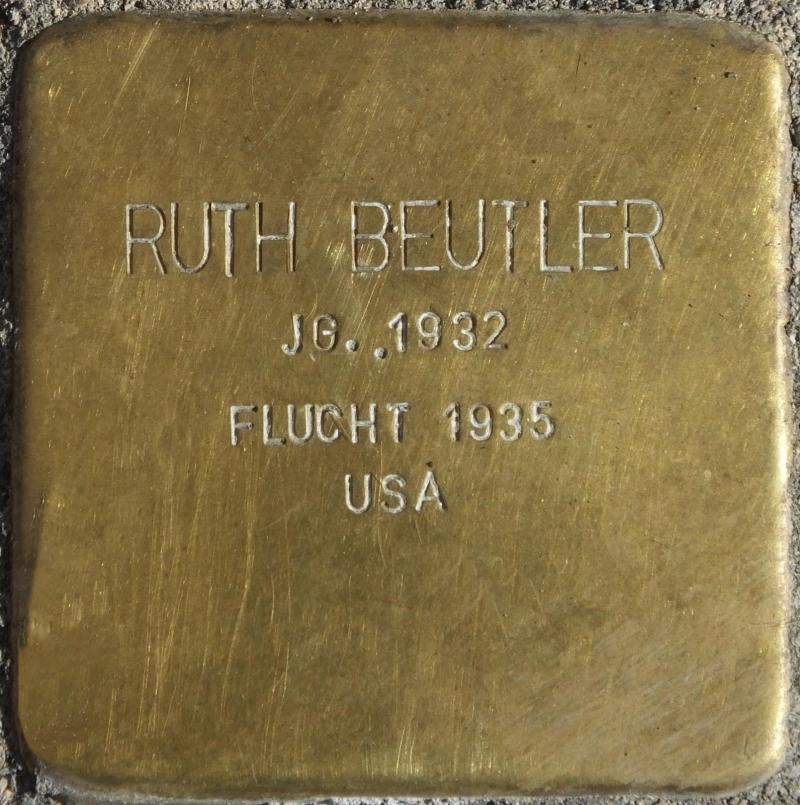 RUTH BEUTLER
JG. 1932
FLUCHT 1935
USA